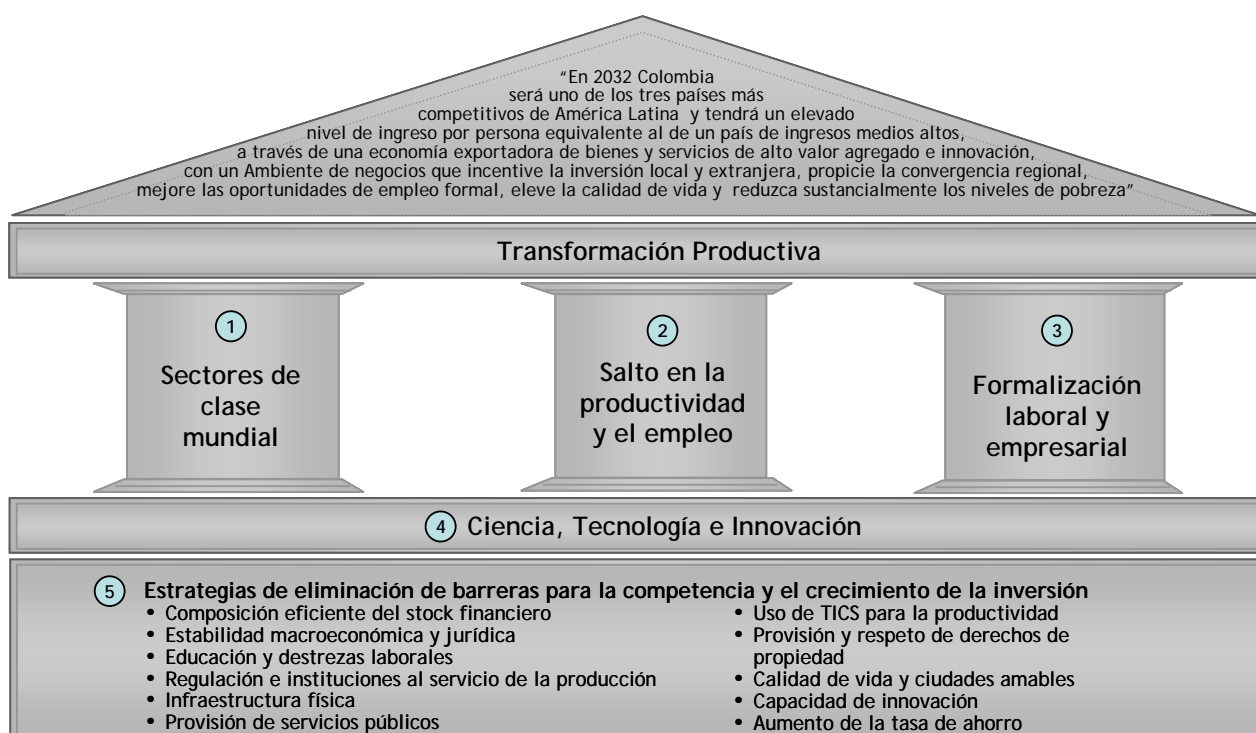 “En 2032 Colombia
será uno de los tres países más
competitivos de América Latina y tendrá un elevado
nivel de ingreso por persona equivalente al de un país de ingresos medios altos,
a través de una economía exportadora de bienes y servicios de alto valor agregado e innovación,
con un Ambiente de negocios que incentive la inversión local y extranjera, propicie la convergencia regional,
mejore las oportunidades de empleo formal, eleve la calidad de vida y reduzca sustancialmente los niveles de pobreza”
Transformación Productiva
1
Sectores de
clase
mundial
2
Salto en la
productividad
y el empleo
3
Formalización
laboral y
empresarial
4 Ciencia, Tecnología e Innovación
5 Estrategias de eliminación de barreras para la competencia y el crecimiento de la inversión
• Composición eficiente del stock financiero
• Estabilidad macroeconómica y jurídica
• Educación y destrezas laborales
• Regulación e instituciones al servicio de la producción
• Infraestructura física
• Provisión de servicios públicos
• Uso de TICS para la productividad
• Provisión y respeto de derechos de
propiedad
• Calidad de vida y ciudades amables
• Capacidad de innovación
• Aumento de la tasa de ahorro